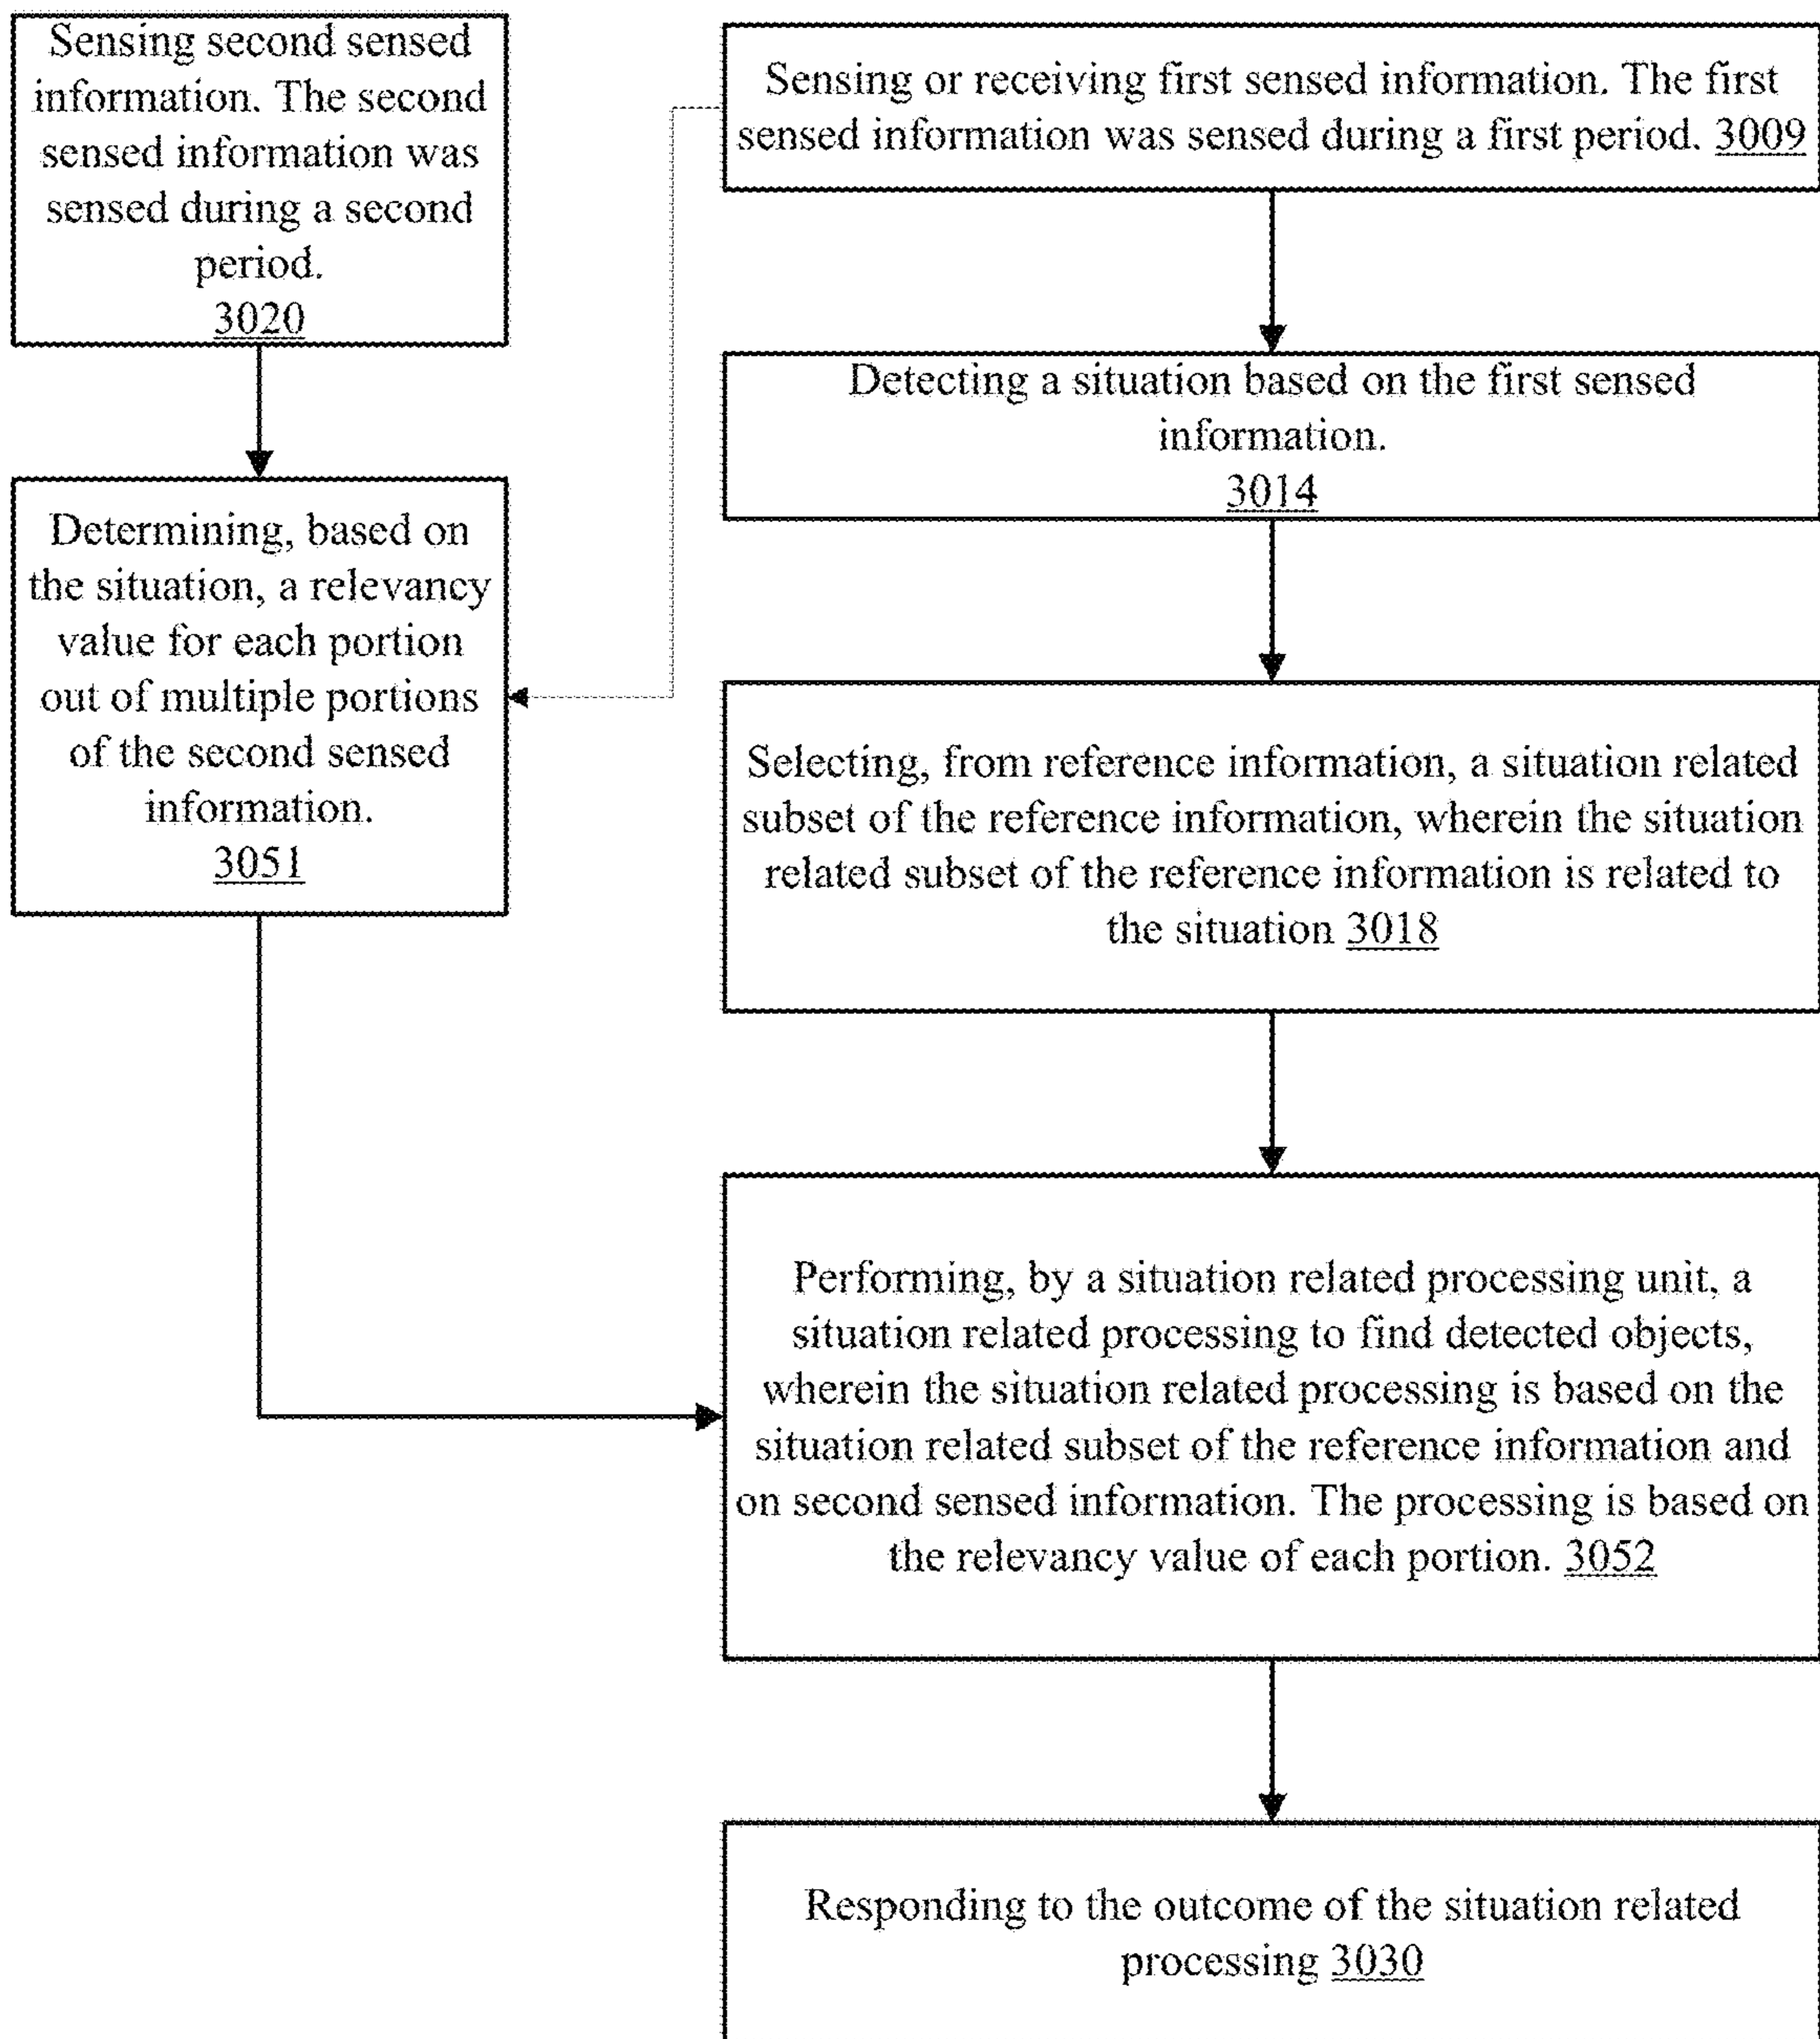 Sensing second sensed
information. The second
sensed information was
sensed during a second
period.
3020
Sensing or receiving first sensed information. The first
sensed information was sensed during a first period. 3009
Detecting a situation based on the first sensed
information.
3014
Determining, based on
the situation, a relevancy
value for each portion
out of multiple portions
of the second sensed
information.
3051
Selecting, from reference information, a situation related
subset of the reference information, wherein the situation
related subset of the reference information is related to
the situation 3018
Performing, by a situation related processing unit, a
situation related processing to find detected objects,
wherein the situation related processing is based on the
situation related subset of the reference information and
on second sensed information. The processing is based on
the relevancy value of each portion. 3052
Responding to the outcome of the situation related
processing 3030